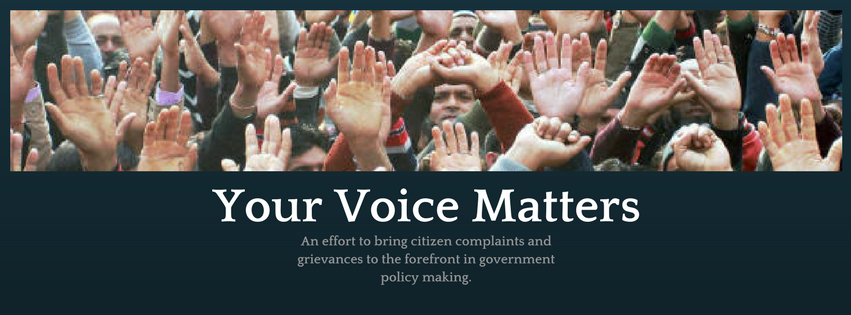 Your Voice Matters
An effort to bring citizen complaints and
grievances to the forefront in government
policy making.